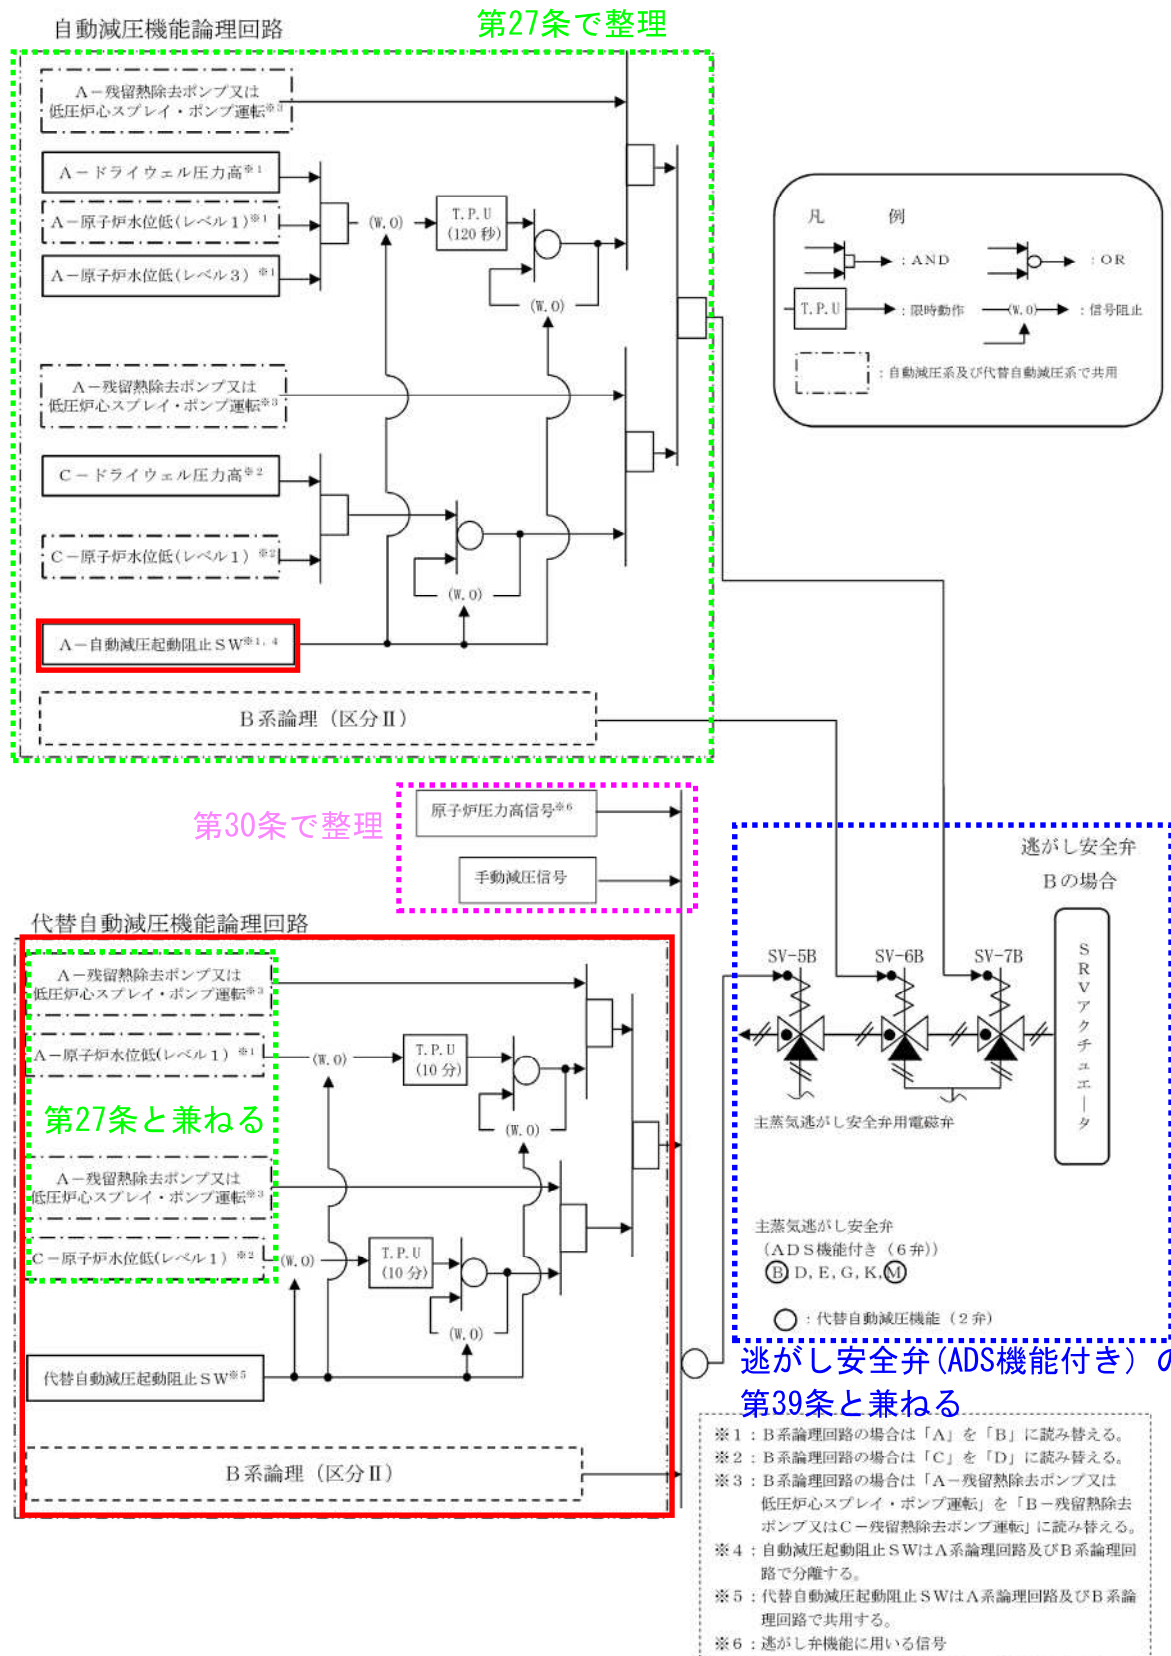 自動減圧機能論理回路
第27条で整理
A－残留熱除去ポンプ又は
低圧炉心スプレイ・ポンプ運転※3
A－ドライウェル圧力高※1
A－原子炉水位低(レベル1)※1
A－原子炉水位低(レベル3)※1
(W.O)
T.P.U
(120秒)
(W.O)
A－残留熱除去ポンプ又は
低圧炉心スプレイ・ポンプ運転※3
C－ドライウェル圧力高※2
C－原子炉水位低(レベル1)※2
(W.O)
A－自動減圧起動阻止SW※1, 4
B系論理（区分Ⅱ）
凡　例
：AND
：OR
T.P.U
：限時動作
(W.O)
：信号阻止
：自動減圧系及び代替自動減圧系で共用
第30条で整理
原子炉圧力高信号※6
手動減圧信号
代替自動減圧機能論理回路
A－残留熱除去ポンプ又は
低圧炉心スプレイ・ポンプ運転※3
A－原子炉水位低(レベル1)※1
(W.O)
T.P.U
(10分)
(W.O)
第27条と兼ねる
A－残留熱除去ポンプ又は
低圧炉心スプレイ・ポンプ運転※3
C－原子炉水位低(レベル1)※2
(W.O)
T.P.U
(10分)
(W.O)
代替自動減圧起動阻止SW※5
B系論理（区分Ⅱ）
逃がし安全弁
Bの場合
SV-5B
SV-6B
SV-7B
SRVアクチュエータ
主蒸気逃がし安全弁用電磁弁
主蒸気逃がし安全弁
(ADS機能付き（6弁）)
B, D, E, G, K, M
：代替自動減圧機能（2弁）
逃がし安全弁(ADS機能付き）の
第39条と兼ねる
※1：B系論理回路の場合は「A」を「B」に読み替える。
※2：B系論理回路の場合は「C」を「D」に読み替える。
※3：B系論理回路の場合は「A－残留熱除去ポンプ又は
低圧炉心スプレイ・ポンプ運転」を「B－残留熱除去
ポンプ又はC－残留熱除去ポンプ運転」に読み替える。
※4：自動減圧起動阻止SWはA系論理回路及びB系論理回
路で分離する。
※5：代替自動減圧起動阻止SWはA系論理回路及びB系論
理回路で共用する。
※6：逃がし弁機能に用いる信号